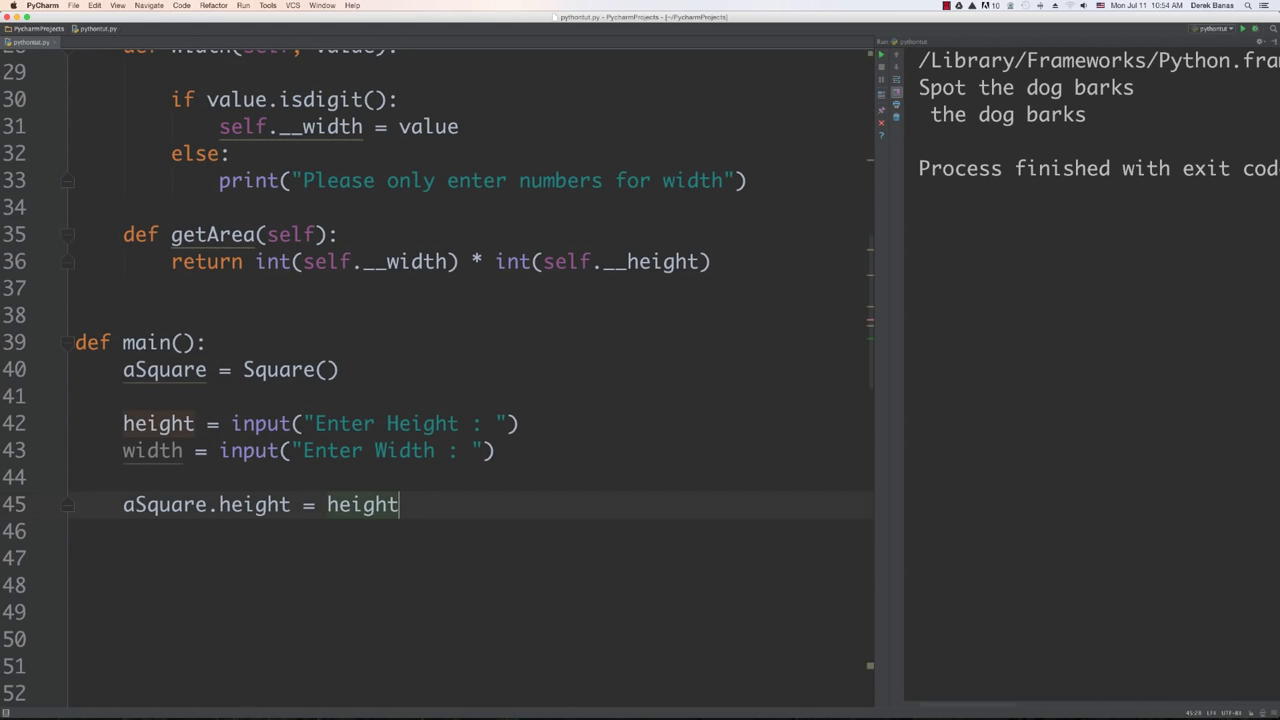 PyCharm File Edit View Navigate Code Refactor Run Tools VCS Window Help 10 Mon Jul 11 10:54 AM Derek Banas
pythontut.py - PycharmProjects - [~/PycharmProjects]
PycharmProjects pythontut.py pythontut
pythontut.py Run: pythontut
28 def width(self, value):
29
30 if value.isdigit():
31 self.__width = value
32 else:
33 print("Please only enter numbers for width")
34
35 def getArea(self):
36 return int(self.__width) * int(self.__height)
37
38
39 def main():
40 aSquare = Square()
41
42 height = input("Enter Height : ")
43 width = input("Enter Width : ")
44
45 aSquare.height = height
46
47
48
49
50
51
52
/Library/Frameworks/Python.fra
Spot the dog barks
the dog barks
Process finished with exit cod
45:28 LF≠ UTF-8≠